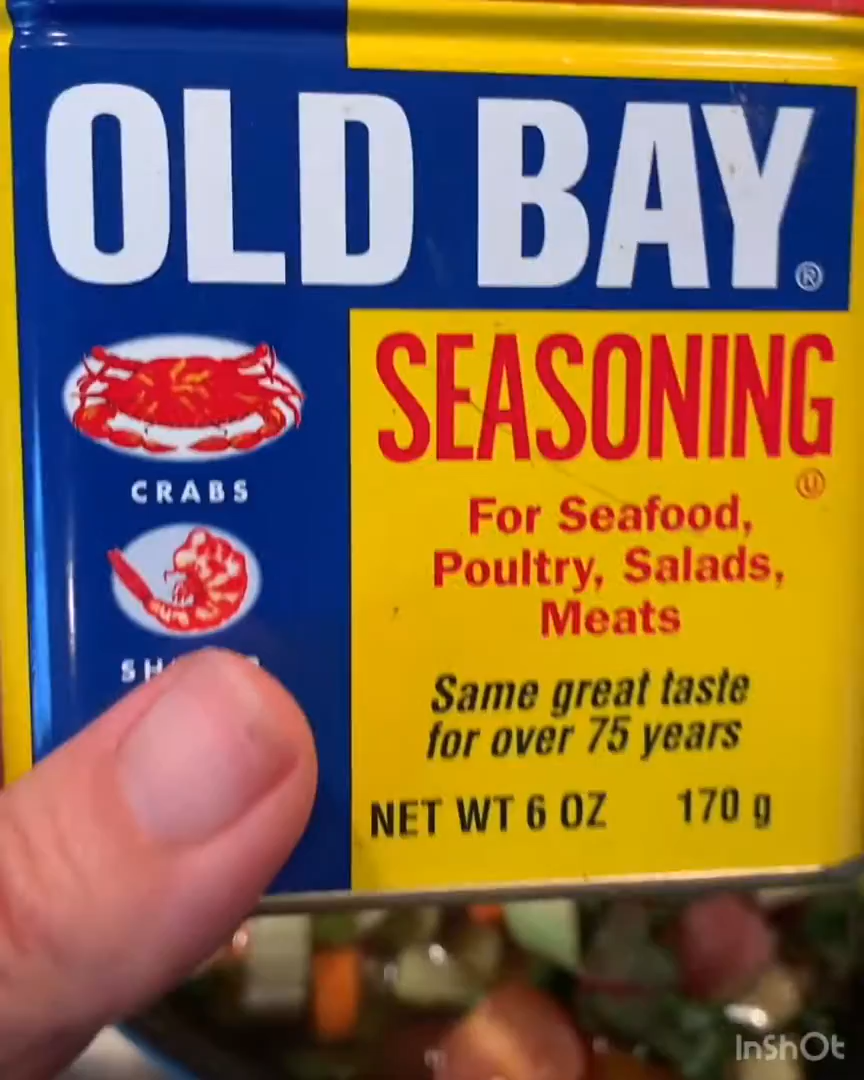 OLD BAY®
SEASONING
Ⓤ
For Seafood,
Poultry, Salads,
Meats
Same great taste
for over 75 years
NET WT 6 OZ 170 g
CRABS
InShOt